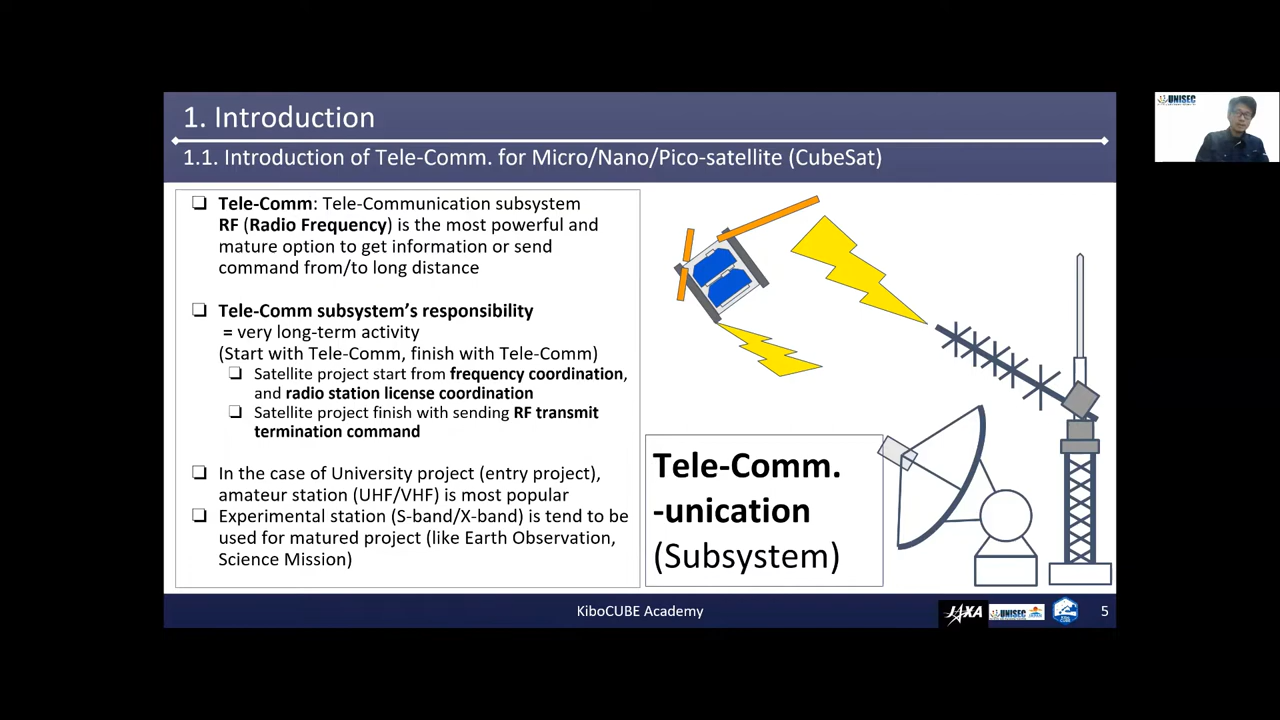 1. Introduction
1.1. Introduction of Tele-Comm. for Micro/Nano/Pico-satellite (CubeSat)
❑ Tele-Comm: Tele-Communication subsystem
RF (Radio Frequency) is the most powerful and
mature option to get information or send
command from/to long distance
❑ Tele-Comm subsystem's responsibility
= very long-term activity
(Start with Tele-Comm, finish with Tele-Comm)
❑ Satellite project start from frequency coordination,
and radio station license coordination
❑ Satellite project finish with sending RF transmit
termination command
❑ In the case of University project (entry project),
amateur station (UHF/VHF) is most popular
❑ Experimental station (S-band/X-band) is tend to be
used for matured project (like Earth Observation,
Science Mission)
Tele-Comm.
-unication
(Subsystem)
KiboCUBE Academy
JAXA
UNISEC
5
UNISEC